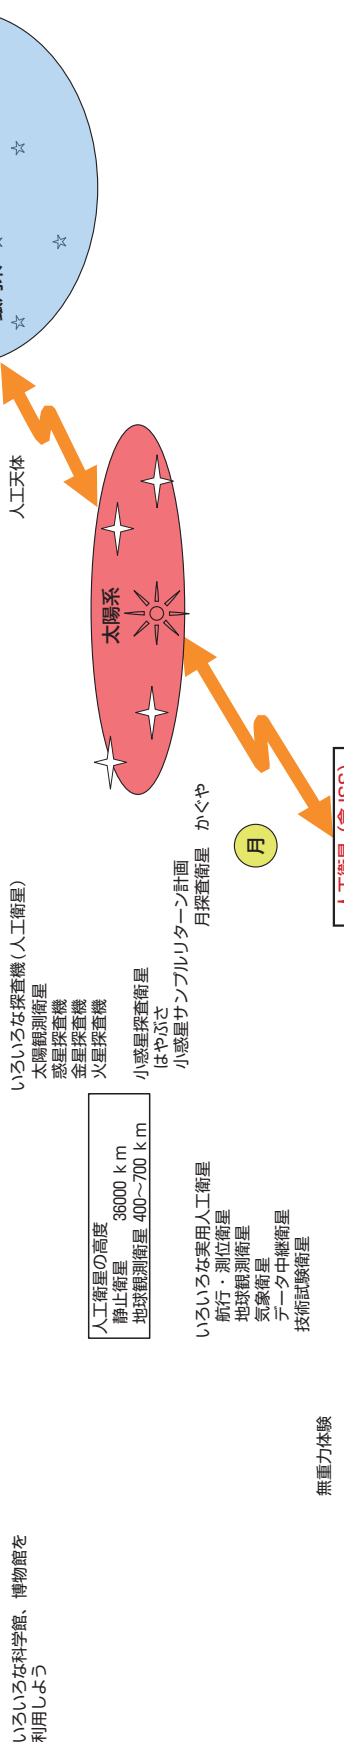 人工天体
太陽系
いろいろな探査機(人工衛星)
太陽観測衛星
惑星探査機
金星探査機
火星探査機
小惑星探査衛星
はやぶさ
小惑星サンプルリターン計画
月探査衛星 かぐや
月
人工衛星の高度
静止衛星 36000 km
地球観測衛星 400~700 km
いろいろな実用人工衛星
航行・測位衛星
地球観測衛星
気象衛星
データ中継衛星
技術試験衛星
無重力体験
いろいろな科学館、博物館を
利用しよう